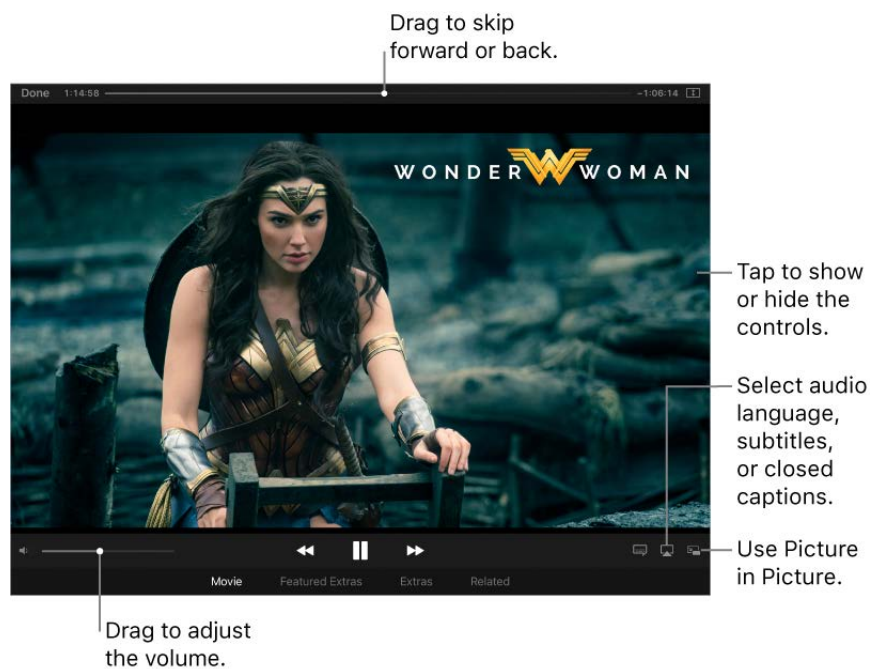 Drag to skip
forward or back.
Done 1:14:58 -1:06:14
WONDER WOMAN
Tap to show
or hide the
controls.
Select audio
language,
subtitles,
or closed
captions.
Use Picture
in Picture.
Movie Featured Extras Extras Related
Drag to adjust
the volume.